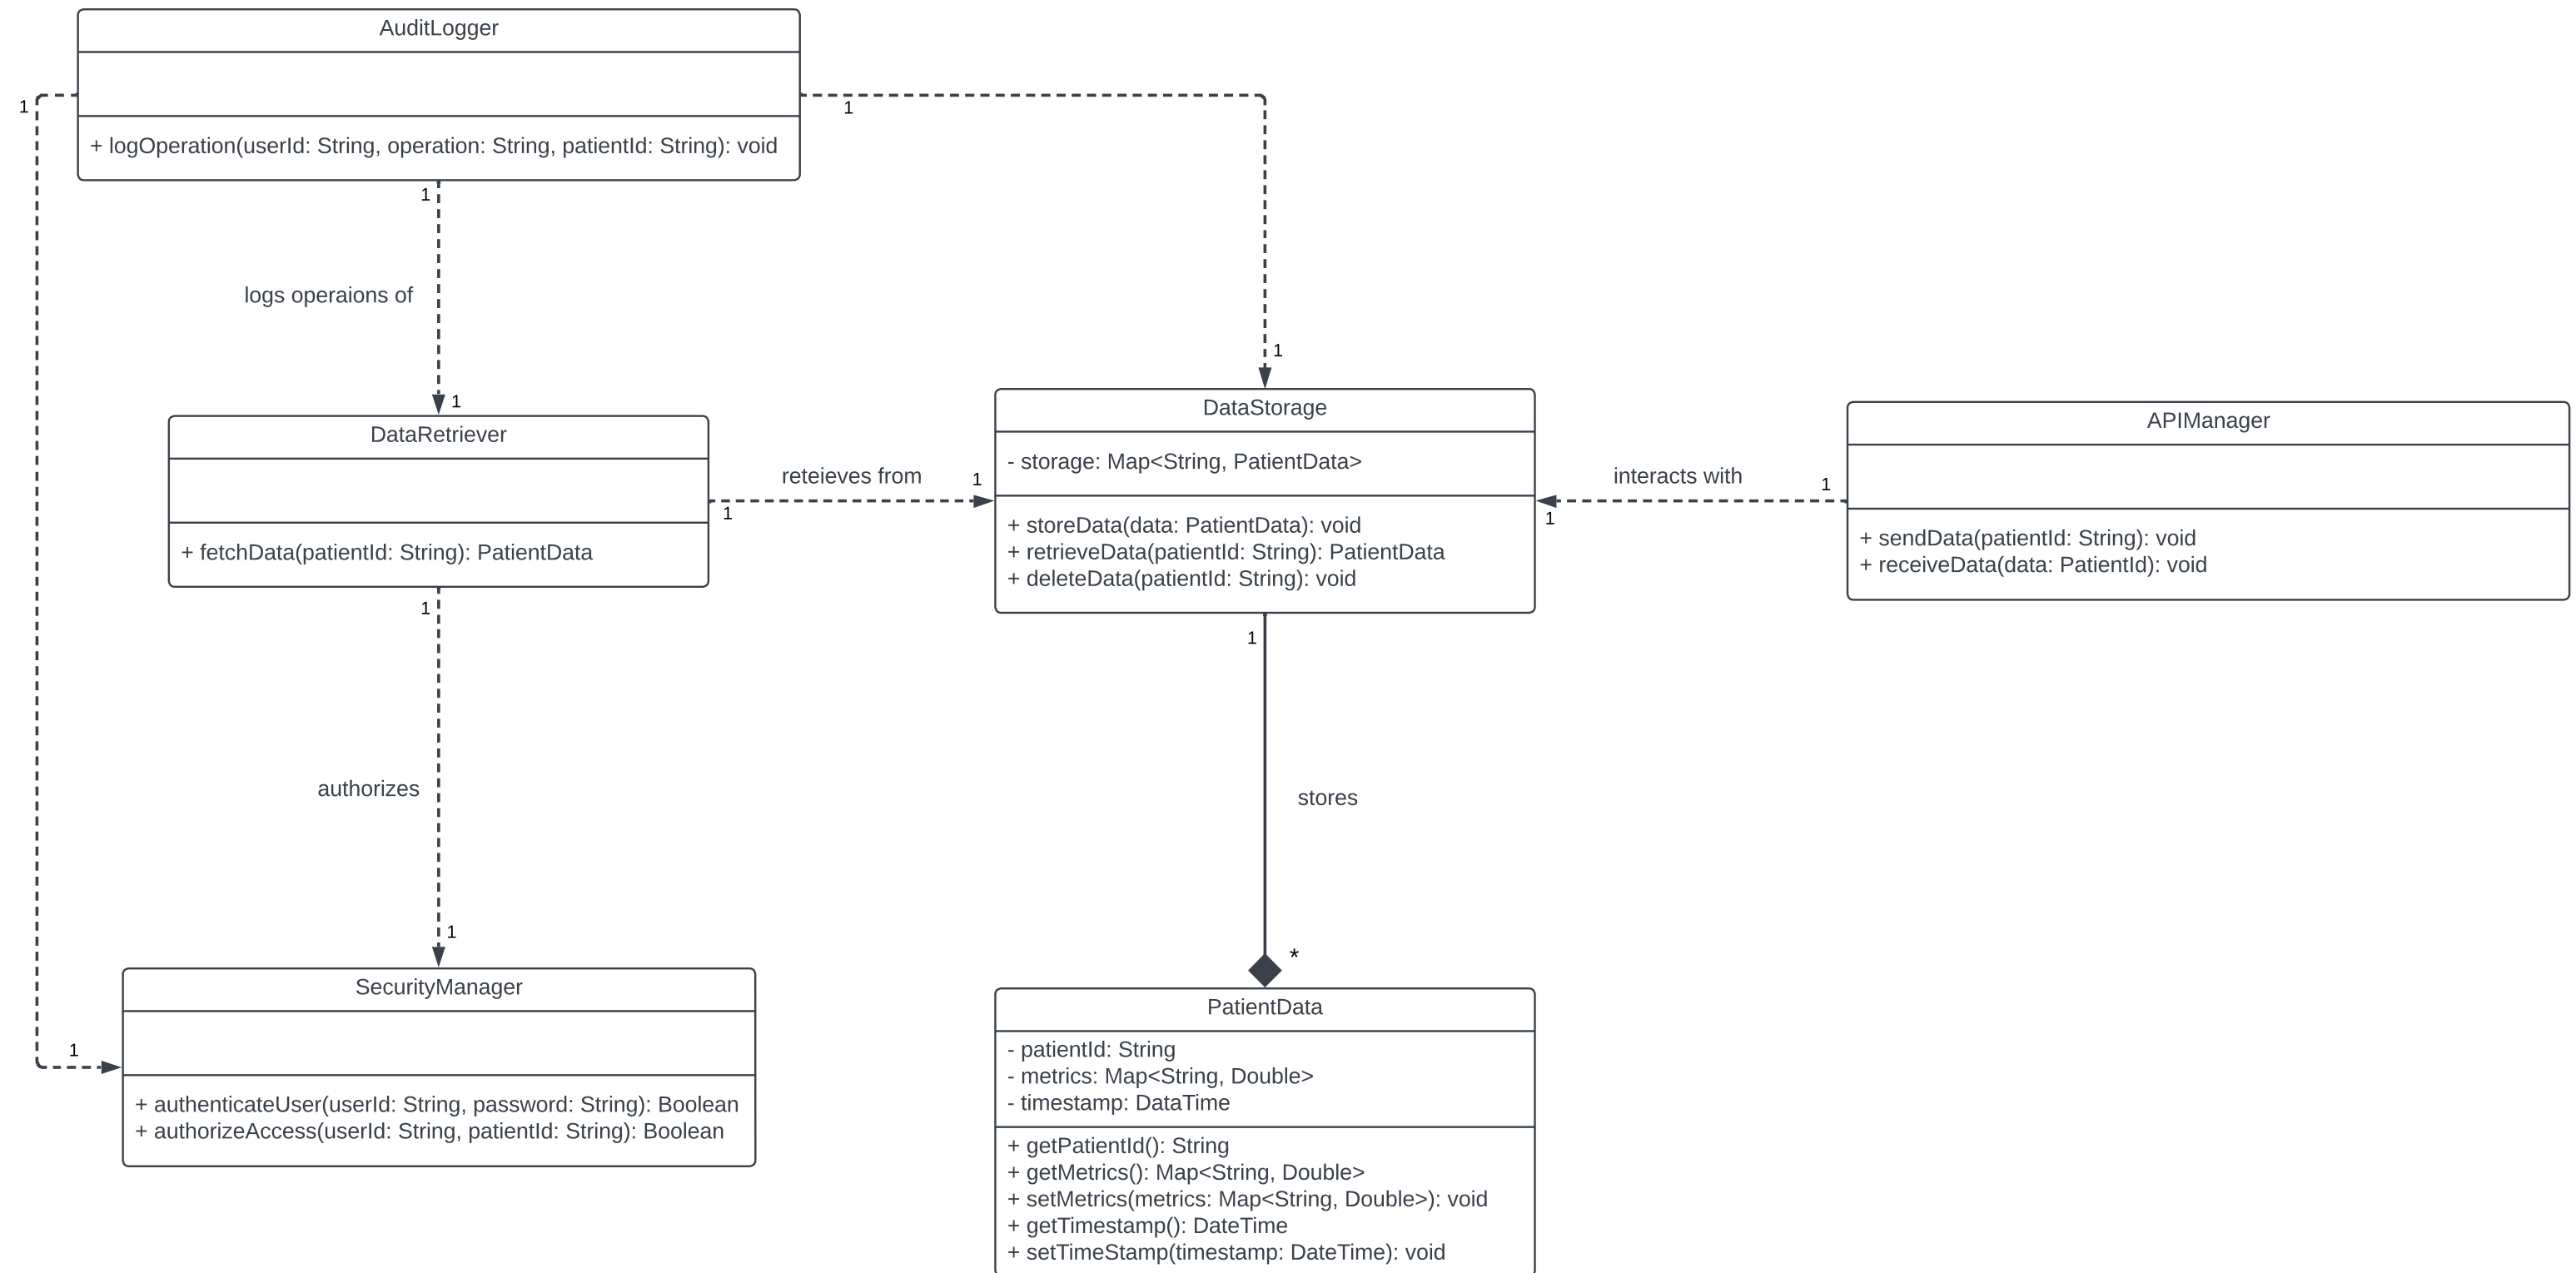 AuditLogger
+ logOperation(userId: String, operation: String, patientId: String): void
1
1
1
logs operaions of
1
1
DataRetriever
+ fetchData(patientId: String): PatientData
reteieves from
1
1
DataStorage
- storage: Map<String, PatientData>
+ storeData(data: PatientData): void
+ retrieveData(patientId: String): PatientData
+ deleteData(patientId: String): void
interacts with
1
1
APIManager
+ sendData(patientId: String): void
+ receiveData(data: PatientId): void
1
authorizes
1
1
stores
*
1
SecurityManager
+ authenticateUser(userId: String, password: String): Boolean
+ authorizeAccess(userId: String, patientId: String): Boolean
PatientData
- patientId: String
- metrics: Map<String, Double>
- timestamp: DataTime
+ getPatientId(): String
+ getMetrics(): Map<String, Double>
+ setMetrics(metrics: Map<String, Double>): void
+ getTimestamp(): DateTime
+ setTimeStamp(timestamp: DateTime): void